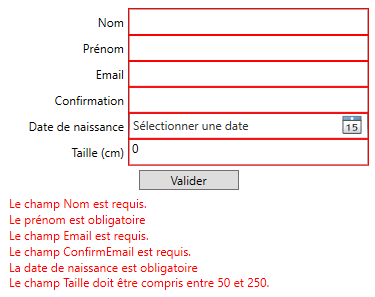 Nom
Prénom
Email
Confirmation
Date de naissance Sélectionner une date 15
Taille (cm) 0
Valider
Le champ Nom est requis.
Le prénom est obligatoire
Le champ Email est requis.
Le champ ConfirmEmail est requis.
La date de naissance est obligatoire
Le champ Taille doit être compris entre 50 et 250.